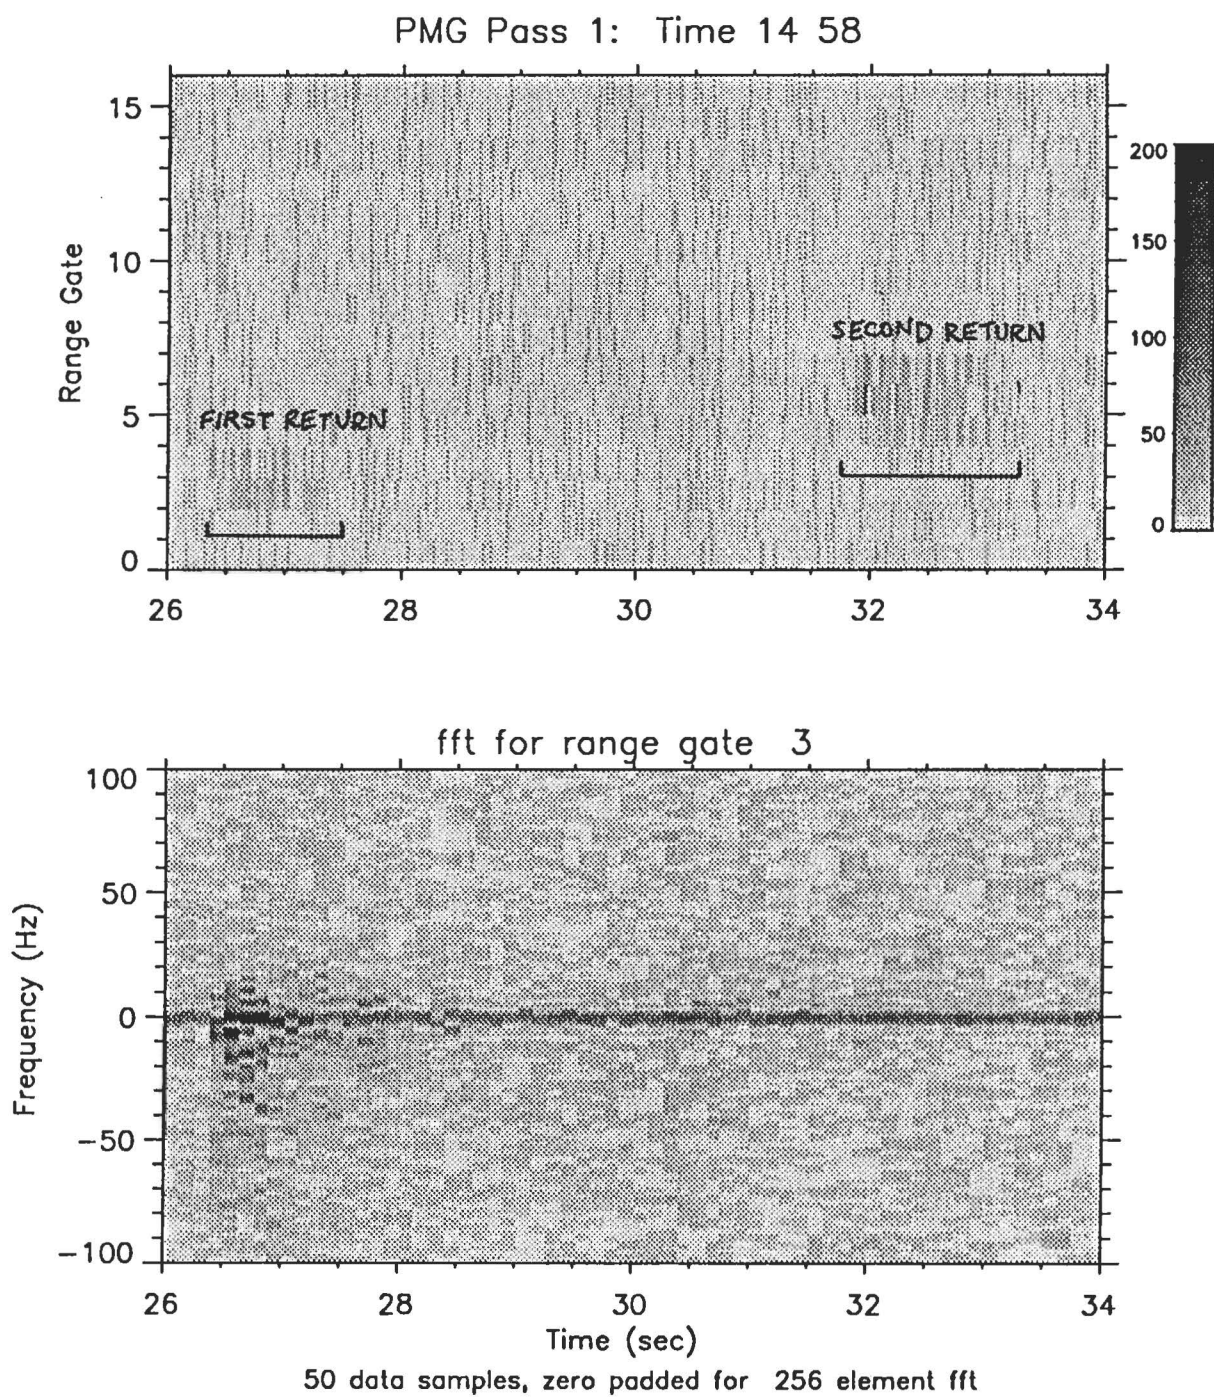 PMG Pass 1: Time 14 58
15
10
5
0
Range Gate
FIRST RETURN
SECOND RETURN
200
150
100
50
0
26 28 30 32 34
fft for range gate 3
100
50
0
−50
−100
Frequency (Hz)
26 28 30 32 34
Time (sec)
50 data samples, zero padded for 256 element fft